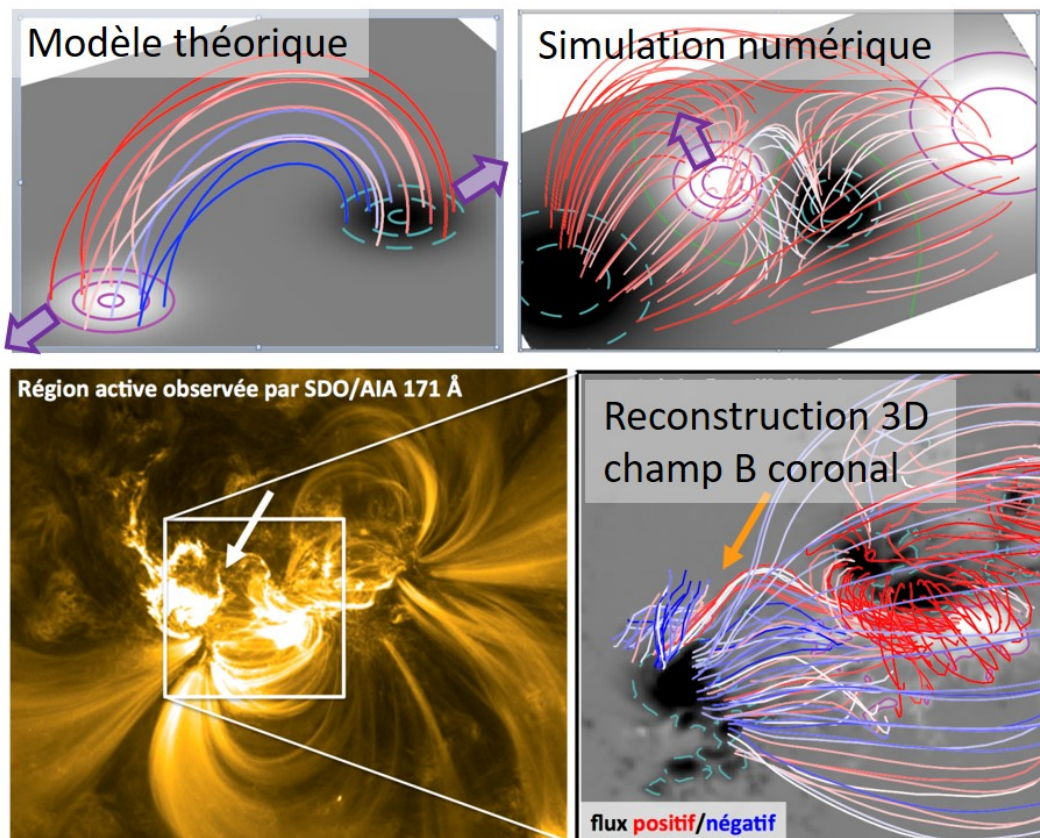 Modèle théorique
Simulation numérique
Région active observée par SDO/AIA 171 Å
Reconstruction 3D
champ B coronal
flux positif/négatif